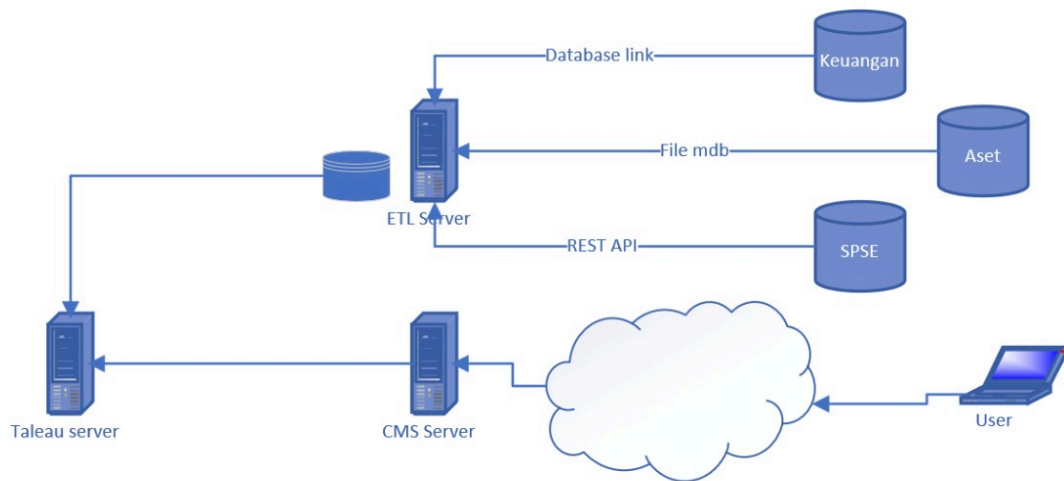 Database link
Keuangan
File mdb
Aset
ETL Server
REST API
SPSE
Taleau server
CMS Server
User